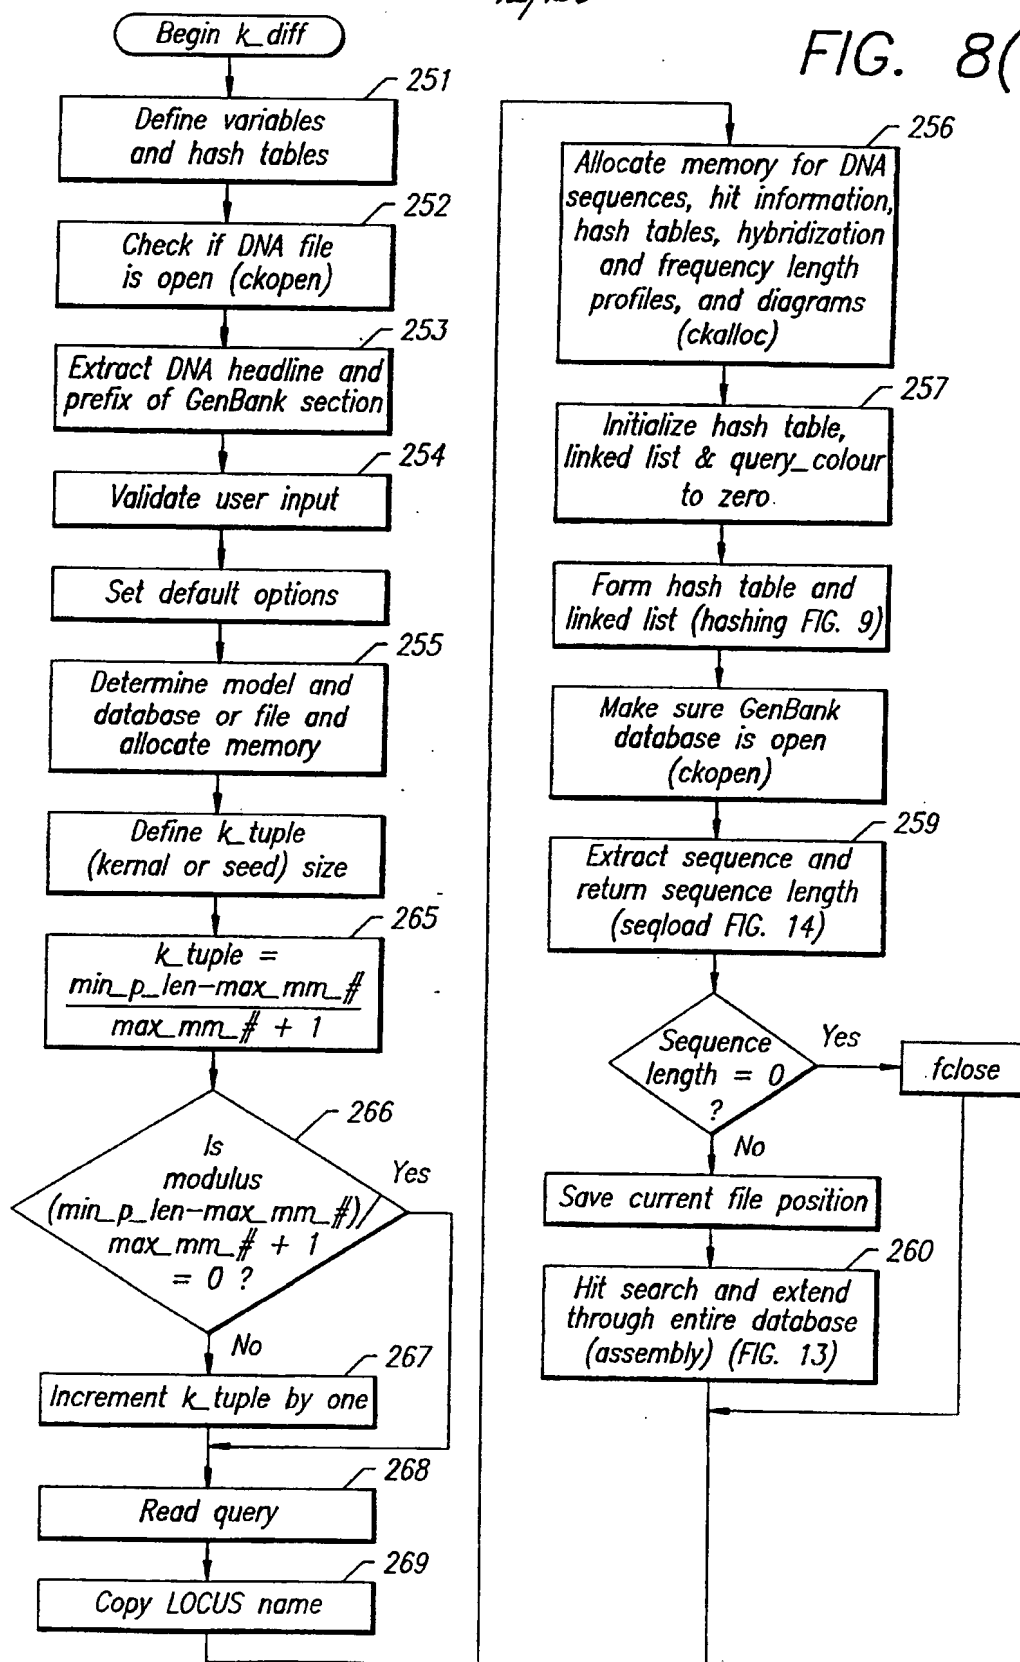 FIG. 8(
Begin k_diff
251
Define variables
and hash tables
252
Check if DNA file
is open (ckopen)
253
Extract DNA headline and
prefix of GenBank section
254
Validate user input
Set default options
255
Determine model and
database or file and
allocate memory
Define k_tuple
(kernal or seed) size
265
k_tuple =
min_p_len-max_mm_#
max_mm_# + 1
266
Is
modulus
(min_p_len-max_mm_#)/
max_mm_# + 1
= 0 ?
Yes
No
267
Increment k_tuple by one
268
Read query
269
Copy LOCUS name
256
Allocate memory for DNA
sequences, hit information,
hash tables, hybridization
and frequency length
profiles, and diagrams
(ckalloc)
257
Initialize hash table,
linked list & query_colour
to zero
Form hash table and
linked list (hashing FIG. 9)
Make sure GenBank
database is open
(ckopen)
259
Extract sequence and
return sequence length
(seqload FIG. 14)
Sequence
length = 0
?
Yes
fclose
No
Save current file position
260
Hit search and extend
through entire database
(assembly) (FIG. 13)